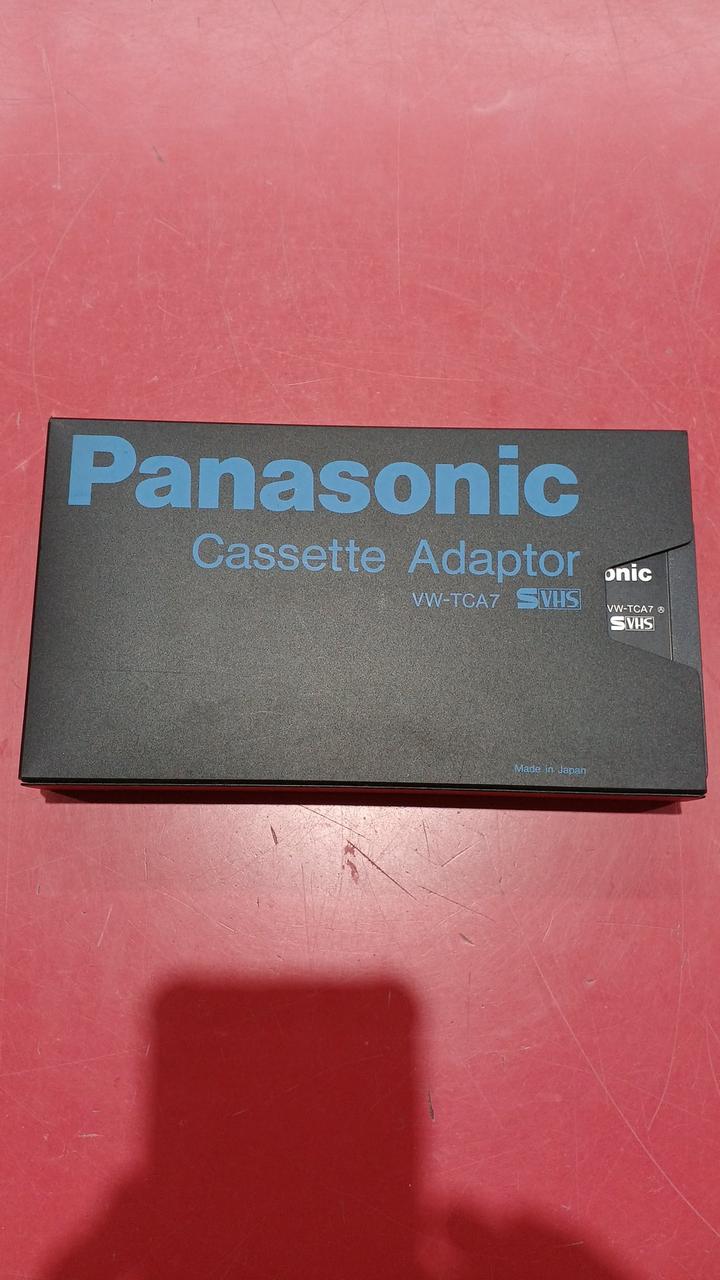 Panasonic
Cassette Adaptor
VW-TCA7 SVHS
onic
VW-TCA7 Ⓐ
SVHS
Made in Japan